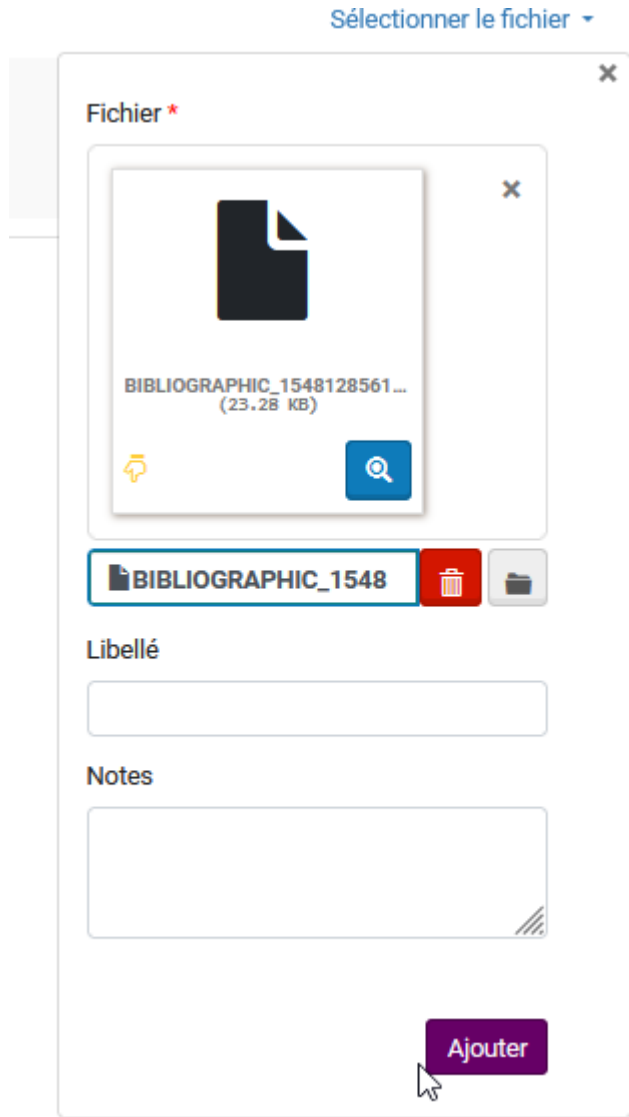 Sélectionner le fichier
Fichier *
BIBLIOGRAPHIC_1548128561...
(23.28 KB)
BIBLIOGRAPHIC_1548
Libellé
Notes
Ajouter